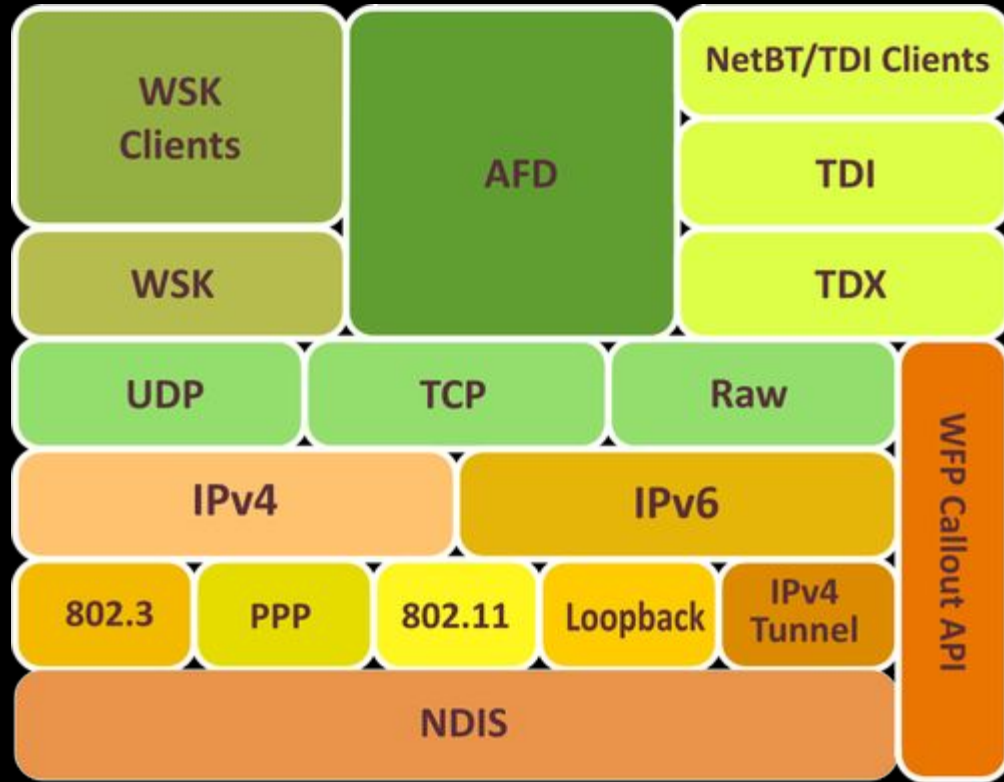 WSK
Clients
AFD
NetBT/TDI Clients
TDI
WSK
TDX
UDP
TCP
Raw
WFP Callout API
IPv4
IPv6
802.3
PPP
802.11
Loopback
IPv4
Tunnel
NDIS